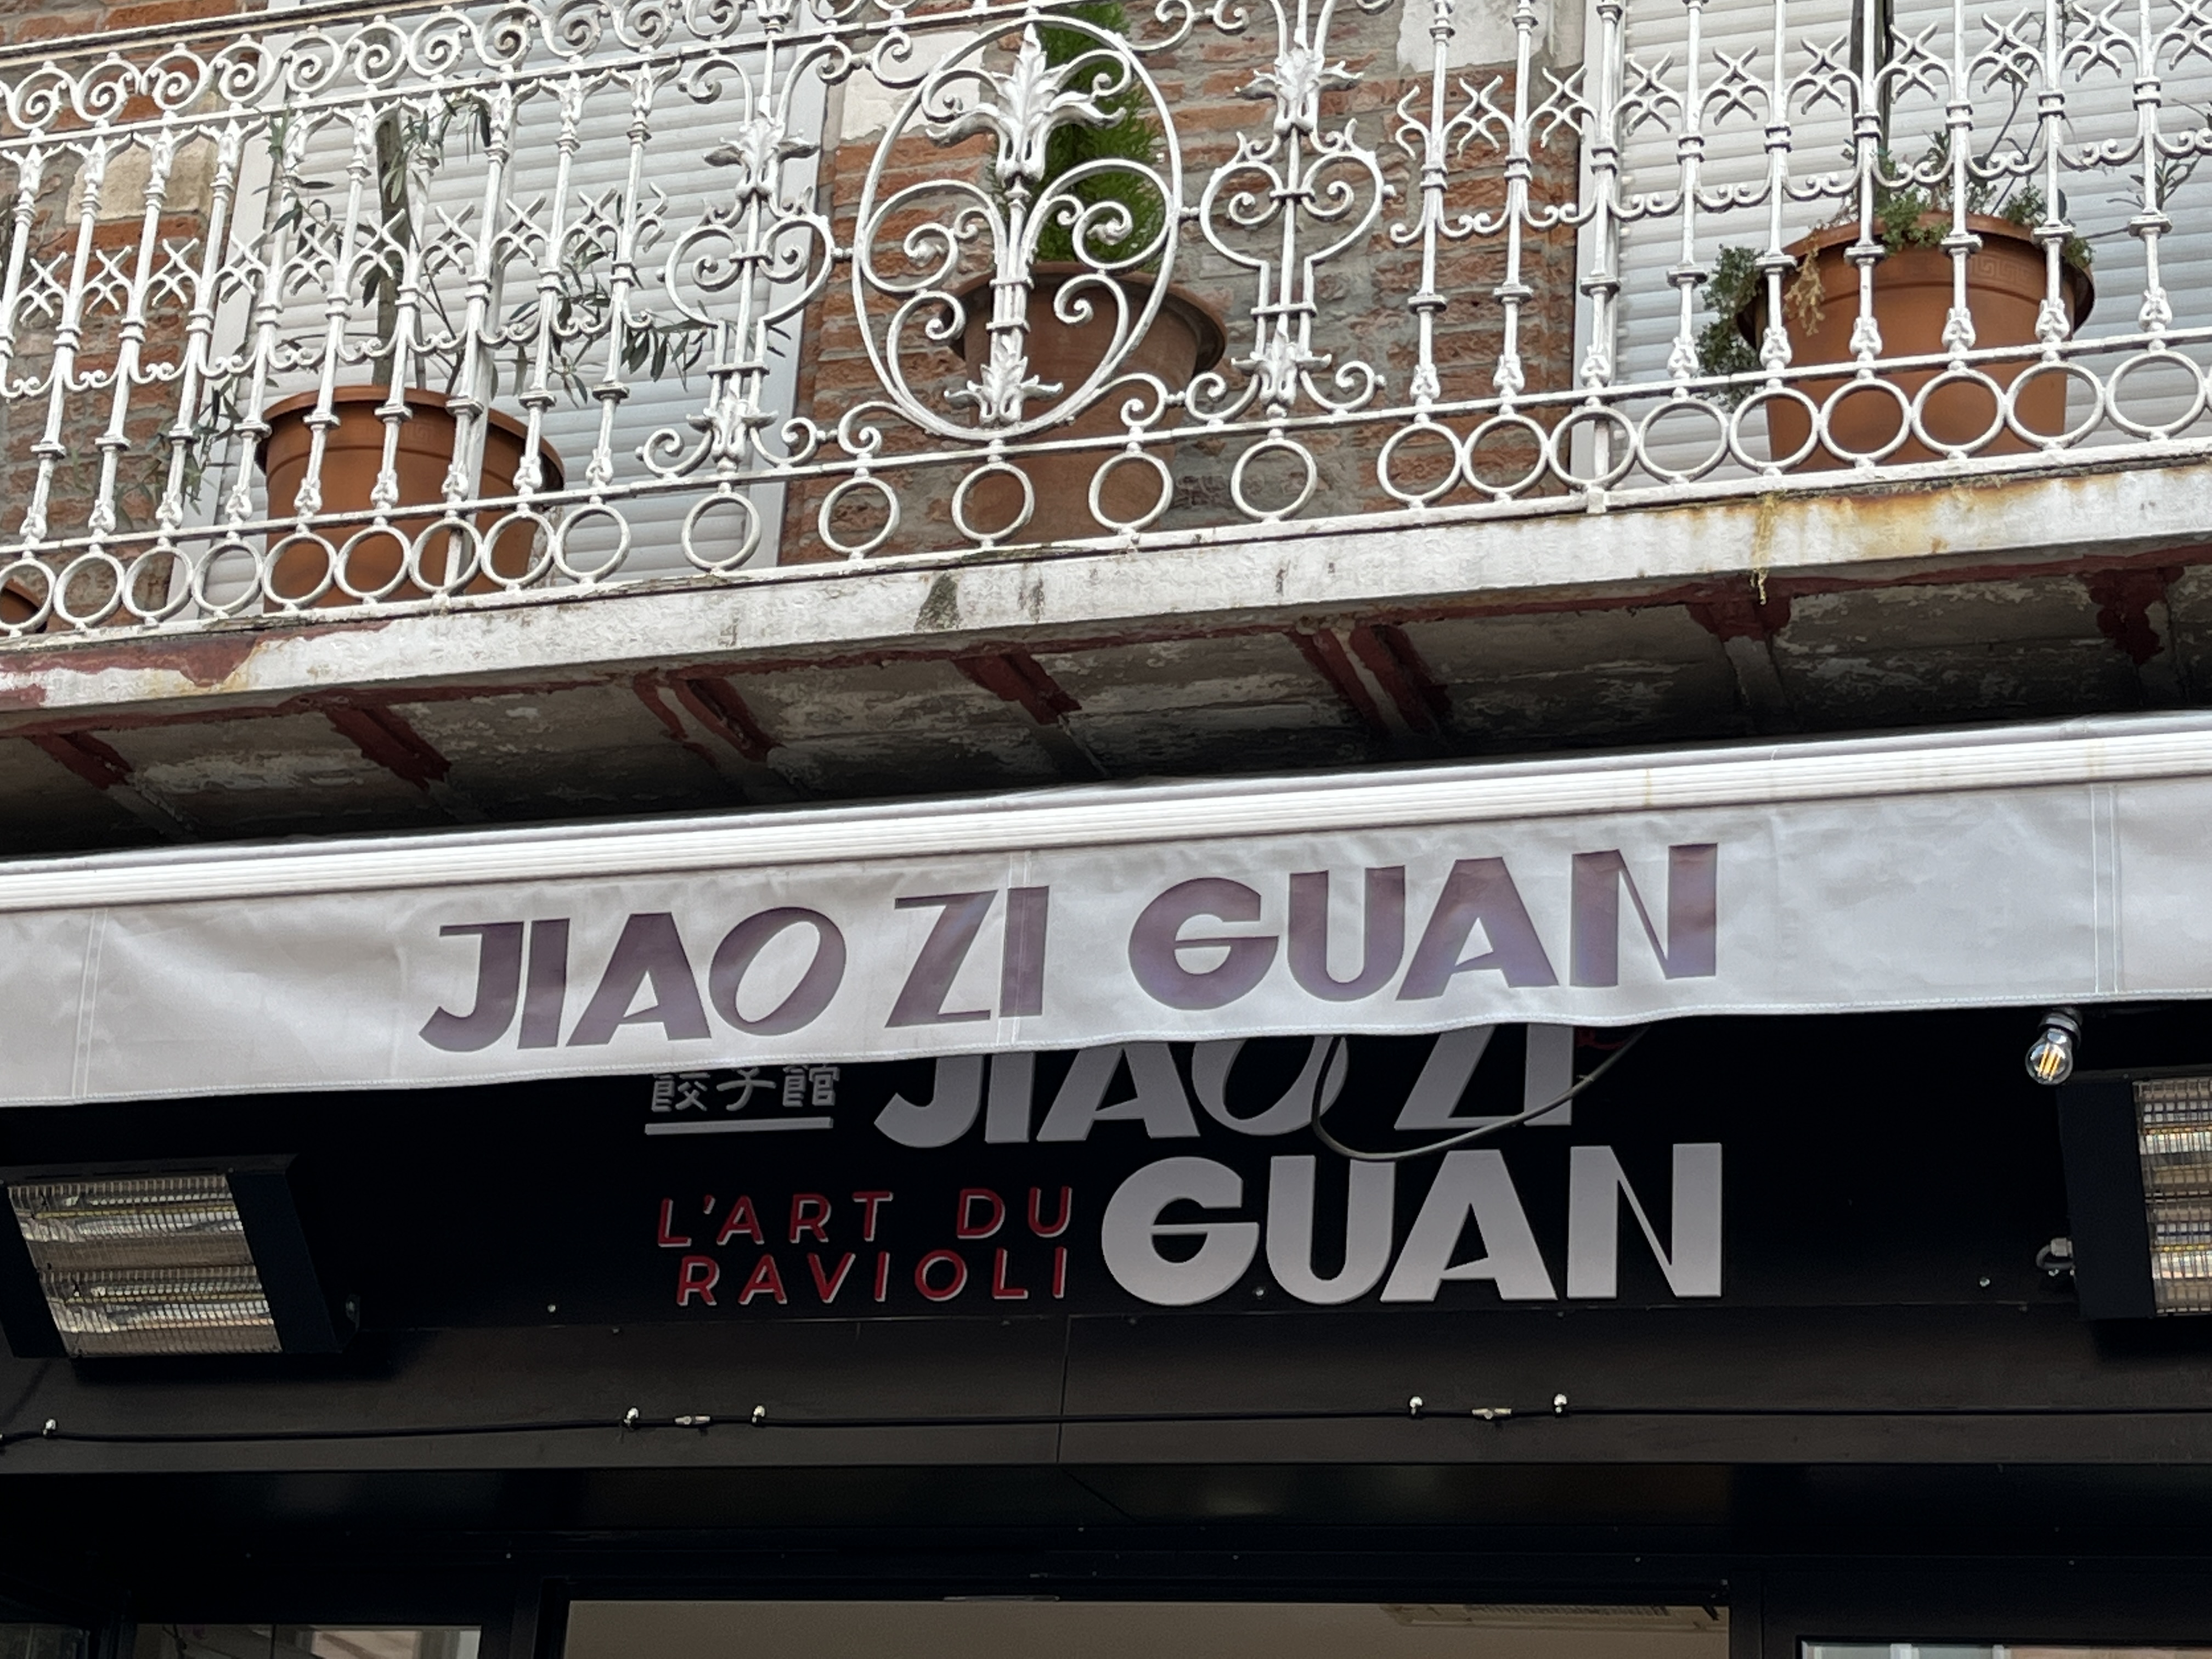 JIAO ZI GUAN
餃子館
JIAO ZI
L'ART DU
RAVIOLI
GUAN